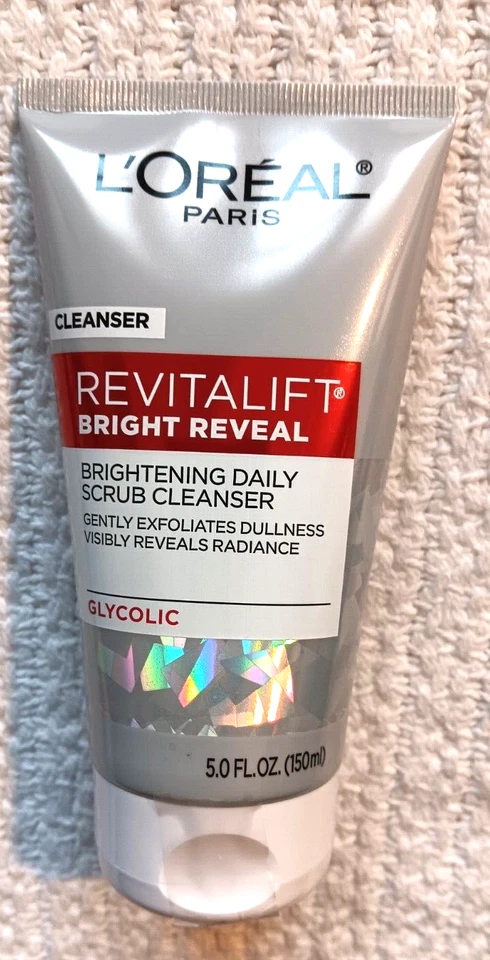 L'ORÉAL®
PARIS
CLEANSER
REVITALIFT®
BRIGHT REVEAL
BRIGHTENING DAILY
SCRUB CLEANSER
GENTLY EXFOLIATES DULLNESS
VISIBLY REVEALS RADIANCE
GLYCOLIC
5.0 FL.OZ. (150ml)